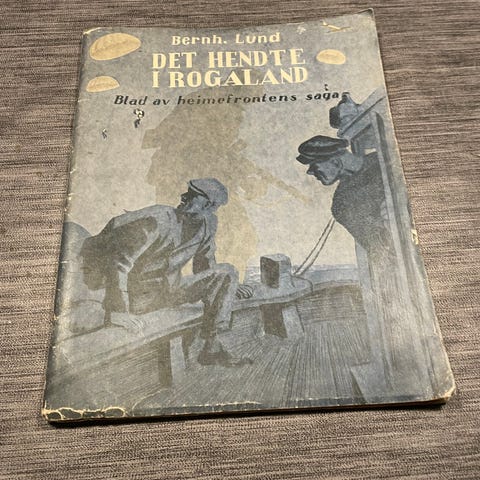 Bernh. Lund
DET HENDTE
I ROGALAND
Blad av heimefrontens saga